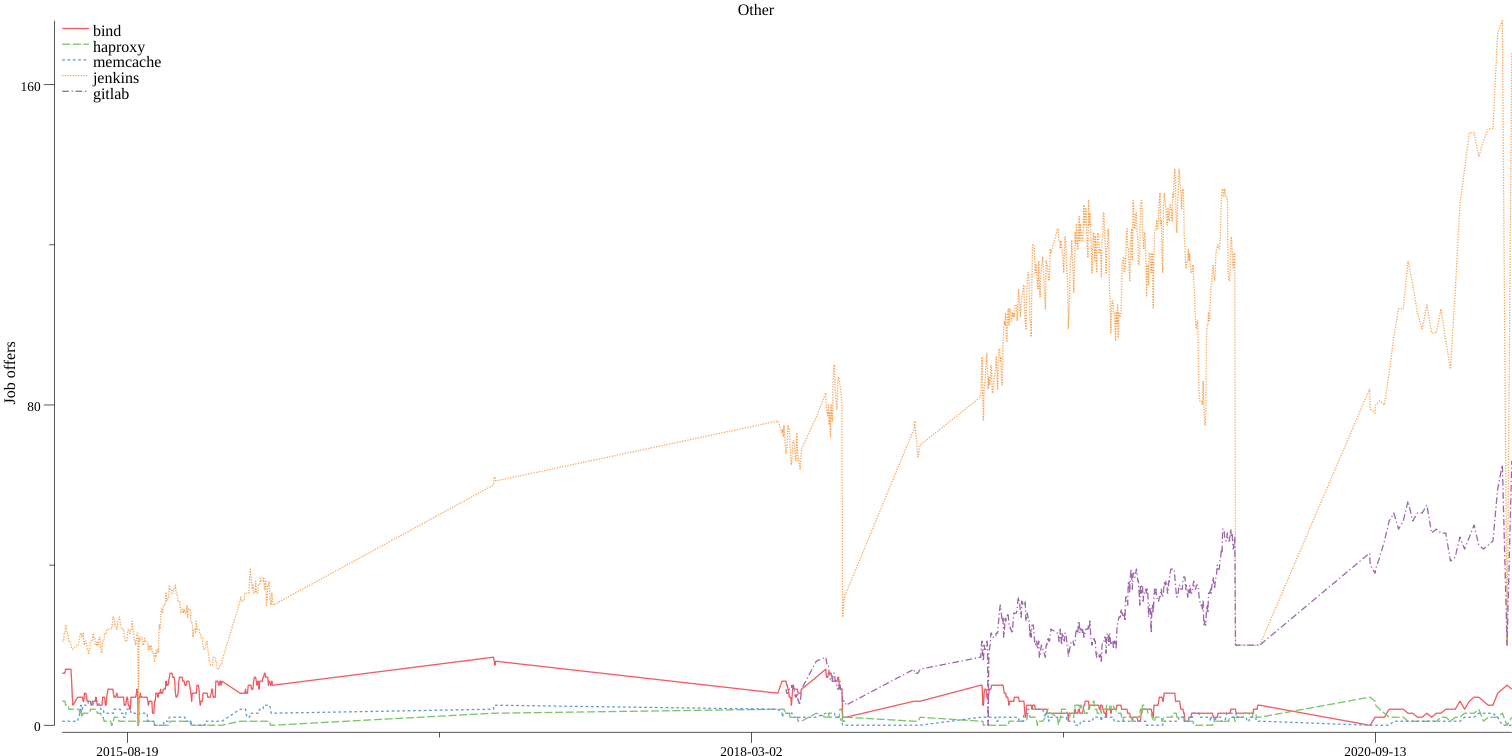 Other
bind
haproxy
memcache
jenkins
gitlab
160
80
0
Job offers
2015-08-19
2018-03-02
2020-09-13